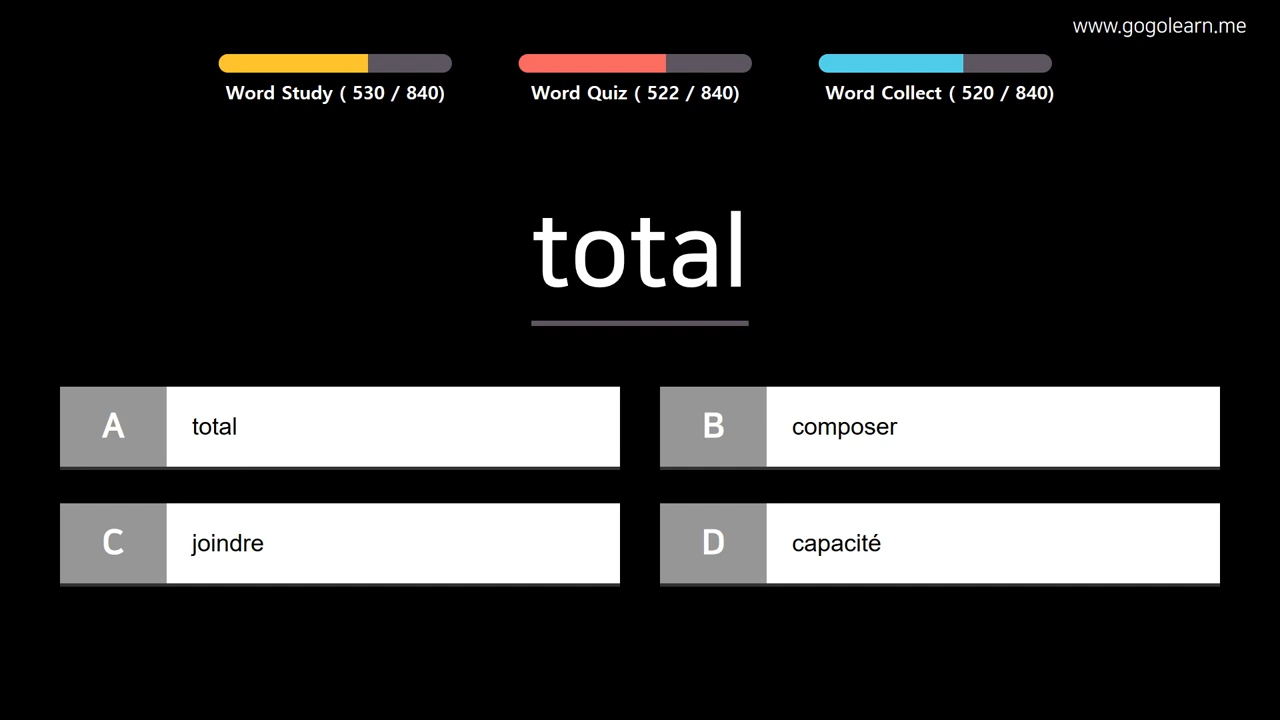 www.gogolearn.me
Word Study ( 530 / 840)
Word Quiz ( 522 / 840)
Word Collect ( 520 / 840)
total
A total
B composer
C joindre
D capacité